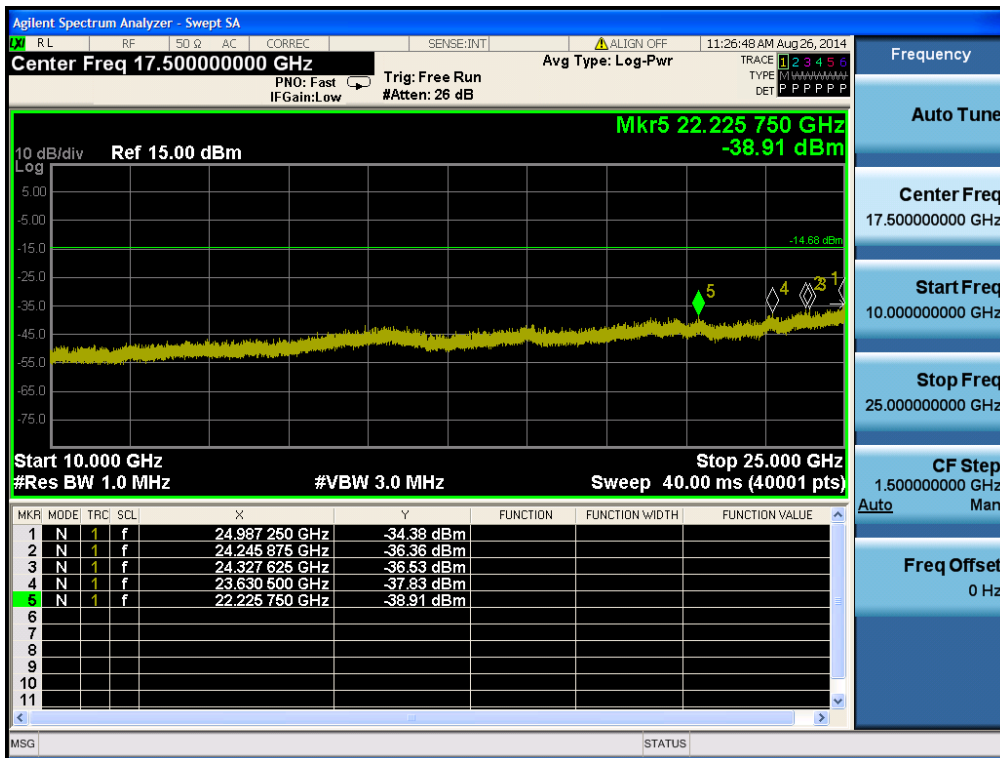 Agilent Spectrum Analyzer - Swept SA
LXI RL RF 50 Ω AC CORREC SENSE:INT ALIGN OFF 11:26:48 AM Aug 26, 2014
Center Freq 17.500000000 GHz
PNO: Fast
IFGain:Low
Trig: Free Run
#Atten: 26 dB
Avg Type: Log-Pwr
TRACE 1 2 3 4 5 6
TYPE M WWWWW
DET P P P P P P
Mkr5 22.225 750 GHz
-38.91 dBm
10 dB/div Ref 15.00 dBm
Log
5.00
-5.00
-15.0
-14.68 dBm
-25.0
5 4 2 3 1
-35.0
-45.0
-55.0
-65.0
-75.0
Start 10.000 GHz Stop 25.000 GHz
#Res BW 1.0 MHz #VBW 3.0 MHz Sweep 40.00 ms (40001 pts)
MKR MODE TRC SCL X Y FUNCTION FUNCTION WIDTH FUNCTION VALUE
1 N 1 f 24.987 250 GHz -34.38 dBm
2 N 1 f 24.245 875 GHz -36.36 dBm
3 N 1 f 24.327 625 GHz -36.53 dBm
4 N 1 f 23.630 500 GHz -37.83 dBm
5 N 1 f 22.225 750 GHz -38.91 dBm
6
7
8
9
10
11
MSG STATUS
Frequency
Auto Tune
Center Freq
17.500000000 GHz
Start Freq
10.000000000 GHz
Stop Freq
25.000000000 GHz
CF Step
1.500000000 GHz
Auto Man
Freq Offset
0 Hz